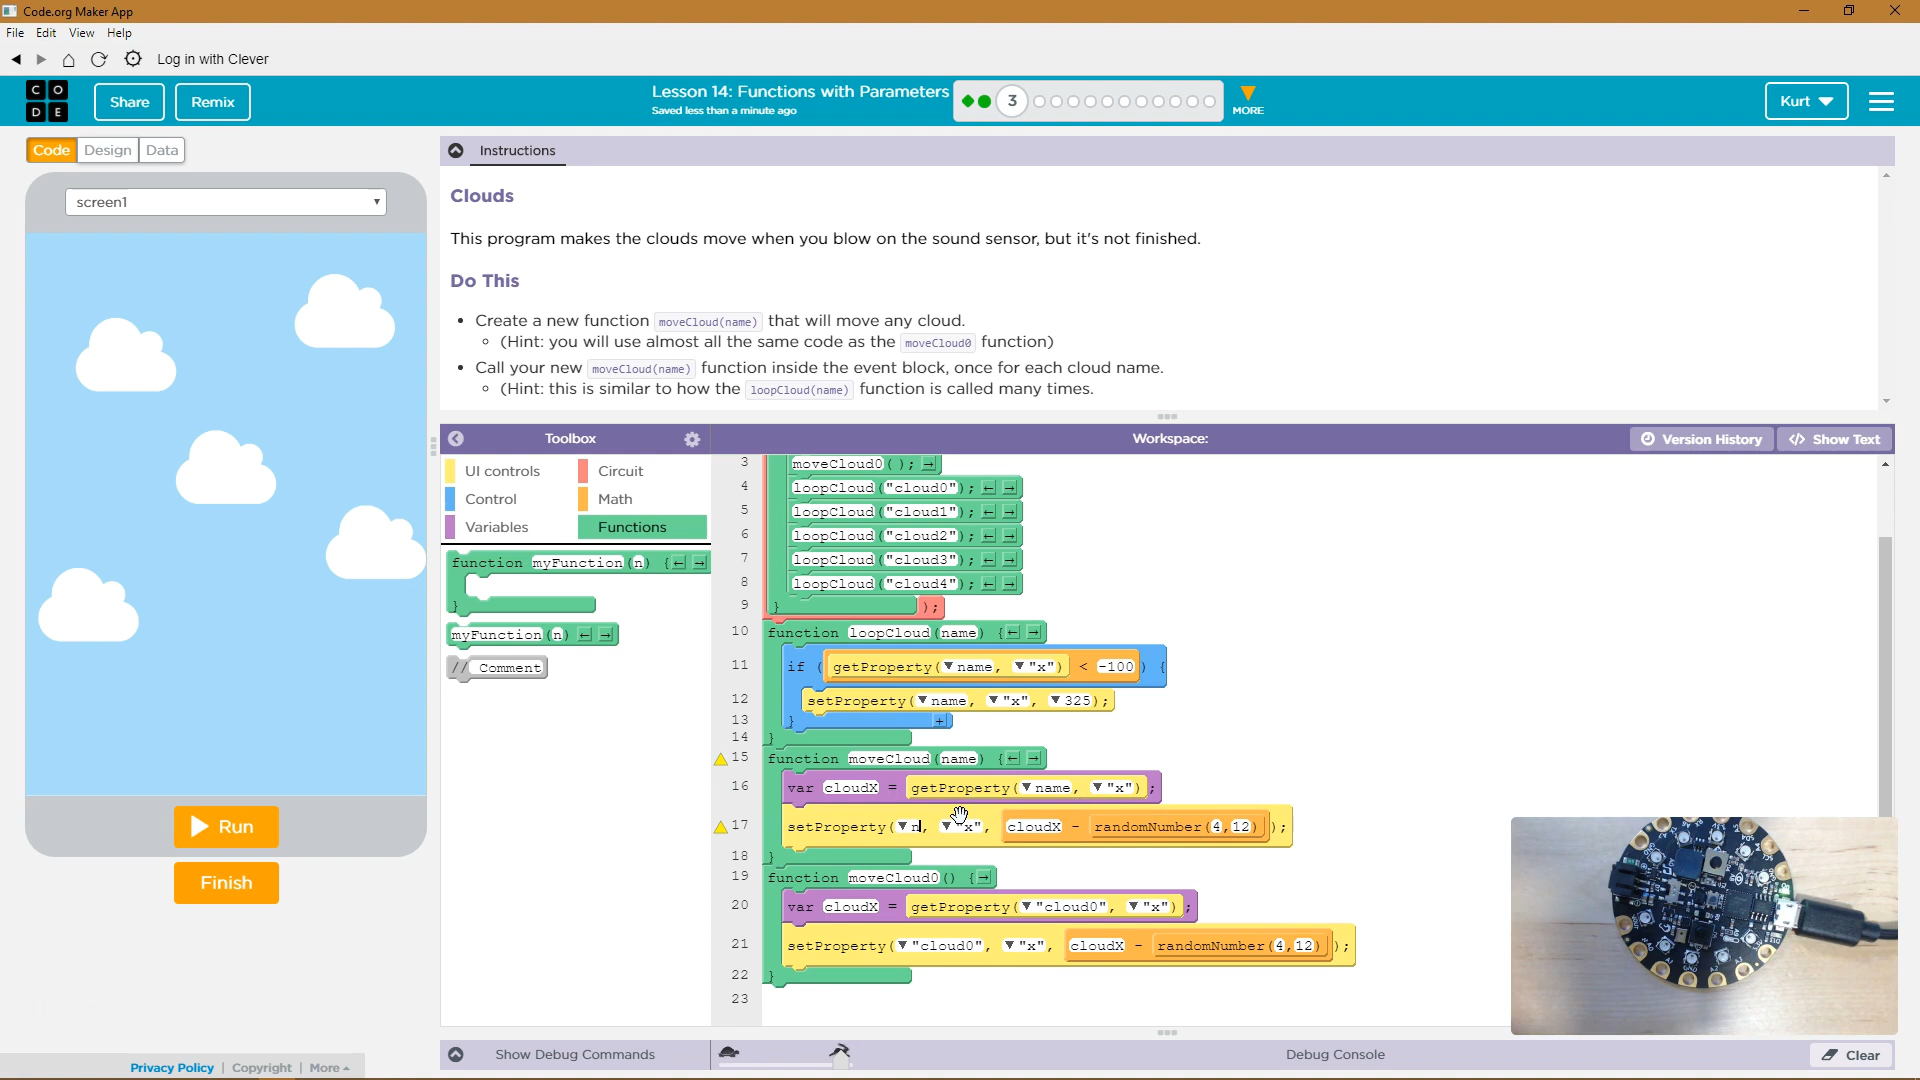 Code.org Maker App
File Edit View Help
Log in with Clever
C O D E
Share
Remix
Lesson 14: Functions with Parameters
Saved less than a minute ago
3
MORE
Kurt
Code Design Data
screen1
Run
Finish
Privacy Policy | Copyright | More
Instructions
Clouds
This program makes the clouds move when you blow on the sound sensor, but it's not finished.
Do This
Create a new function moveCloud(name) that will move any cloud.
(Hint: you will use almost all the same code as the moveCloud0 function)
Call your new moveCloud(name) function inside the event block, once for each cloud name.
(Hint: this is similar to how the loopCloud(name) function is called many times.
Toolbox
Workspace:
Version History
</> Show Text
UI controls
Circuit
Control
Math
Variables
Functions
function myFunction(n) {
}
myFunction(n)
// Comment
3 moveCloud0();
4 loopCloud("cloud0");
5 loopCloud("cloud1");
6 loopCloud("cloud2");
7 loopCloud("cloud3");
8 loopCloud("cloud4");
9 } );
10 function loopCloud(name) {
11 if (getProperty(name, "x") < -100) {
12 setProperty(name, "x", 325);
13 } +
14 }
15 function moveCloud(name) {
16 var cloudX = getProperty(name, "x");
17 setProperty(n, "x", cloudX - randomNumber(4,12));
18 }
19 function moveCloud0() {
20 var cloudX = getProperty("cloud0", "x");
21 setProperty("cloud0", "x", cloudX - randomNumber(4,12));
22 }
23
Show Debug Commands
Debug Console
Clear